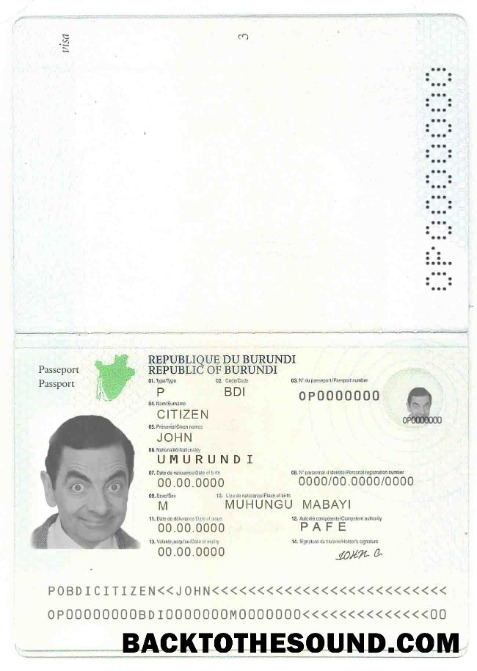 visa
3
OP0000000
Passeport
Passport
REPUBLIQUE DU BURUNDI
REPUBLIC OF BURUNDI
01. Type/Type
02. Code/Code
03. N° du passeport/Passport number
P
BDI
OP0000000
04. Nom/Surname
CITIZEN
OP0000000
05. Prénoms/Given names
JOHN
06. Nationalité/Nationality
UMURUNDI
07. Date de naissance/Date of birth
08. N° personnel d'identité/Personal registration number
00.00.0000
0000/00.0000/0000
09. Sexe/Sex
10. Lieu de naissance/Place of birth
M
MUHUNGU MABAYI
11. Date de délivrance/Date of issue
12. Autorité compétente/Competent authority
00.00.0000
PAFE
13. Valable jusqu'au/Date of expiry
14. Signature du titulaire/Holder's signature
00.00.0000
JOHN C.
POBDICITIZEN<<JOHN<<<<<<<<<<<<<<<<<<<<<<<<<<
OP00000000BDI0000000M0000000<<<<<<<<<<<<<<00
BACKTOTHESOUND.COM